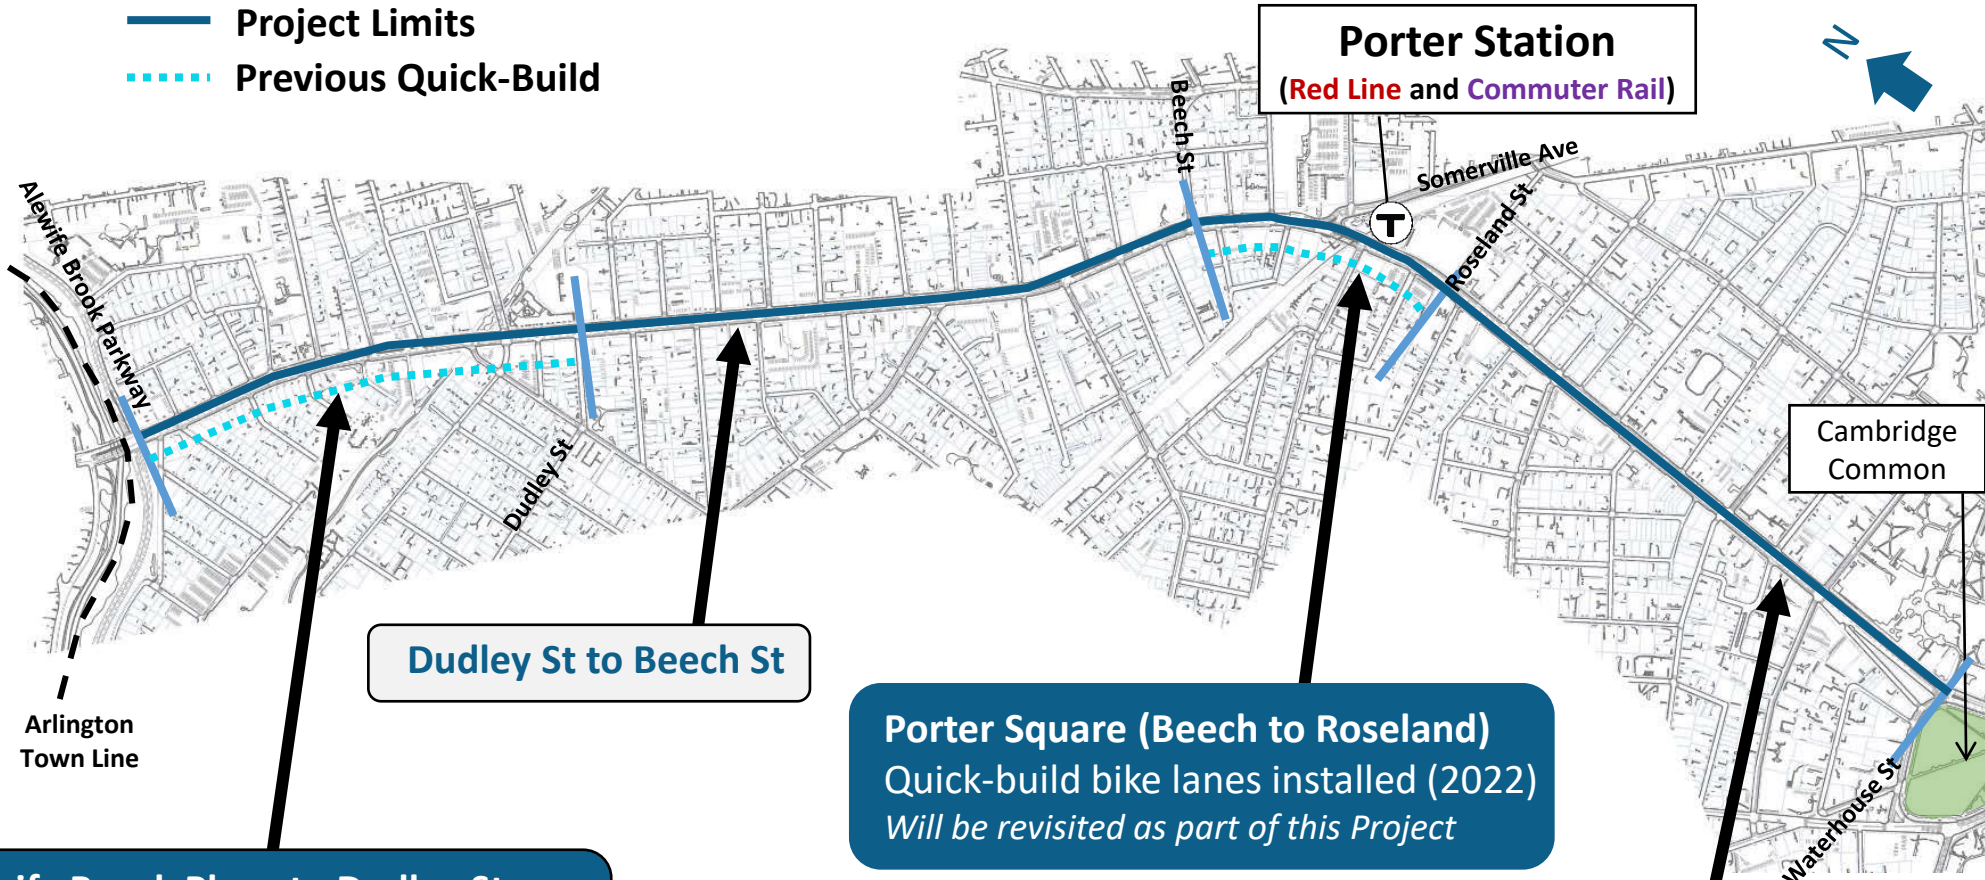 Project Limits
Previous Quick-Build
Porter Station
(Red Line and Commuter Rail)
N
Beech St
Somerville Ave
T
Roseland St
Alewife Brook Parkway
Cambridge
Common
Dudley St
Dudley St to Beech St
Arlington
Town Line
Porter Square (Beech to Roseland)
Quick-build bike lanes installed (2022)
Will be revisited as part of this Project
Waterhouse St